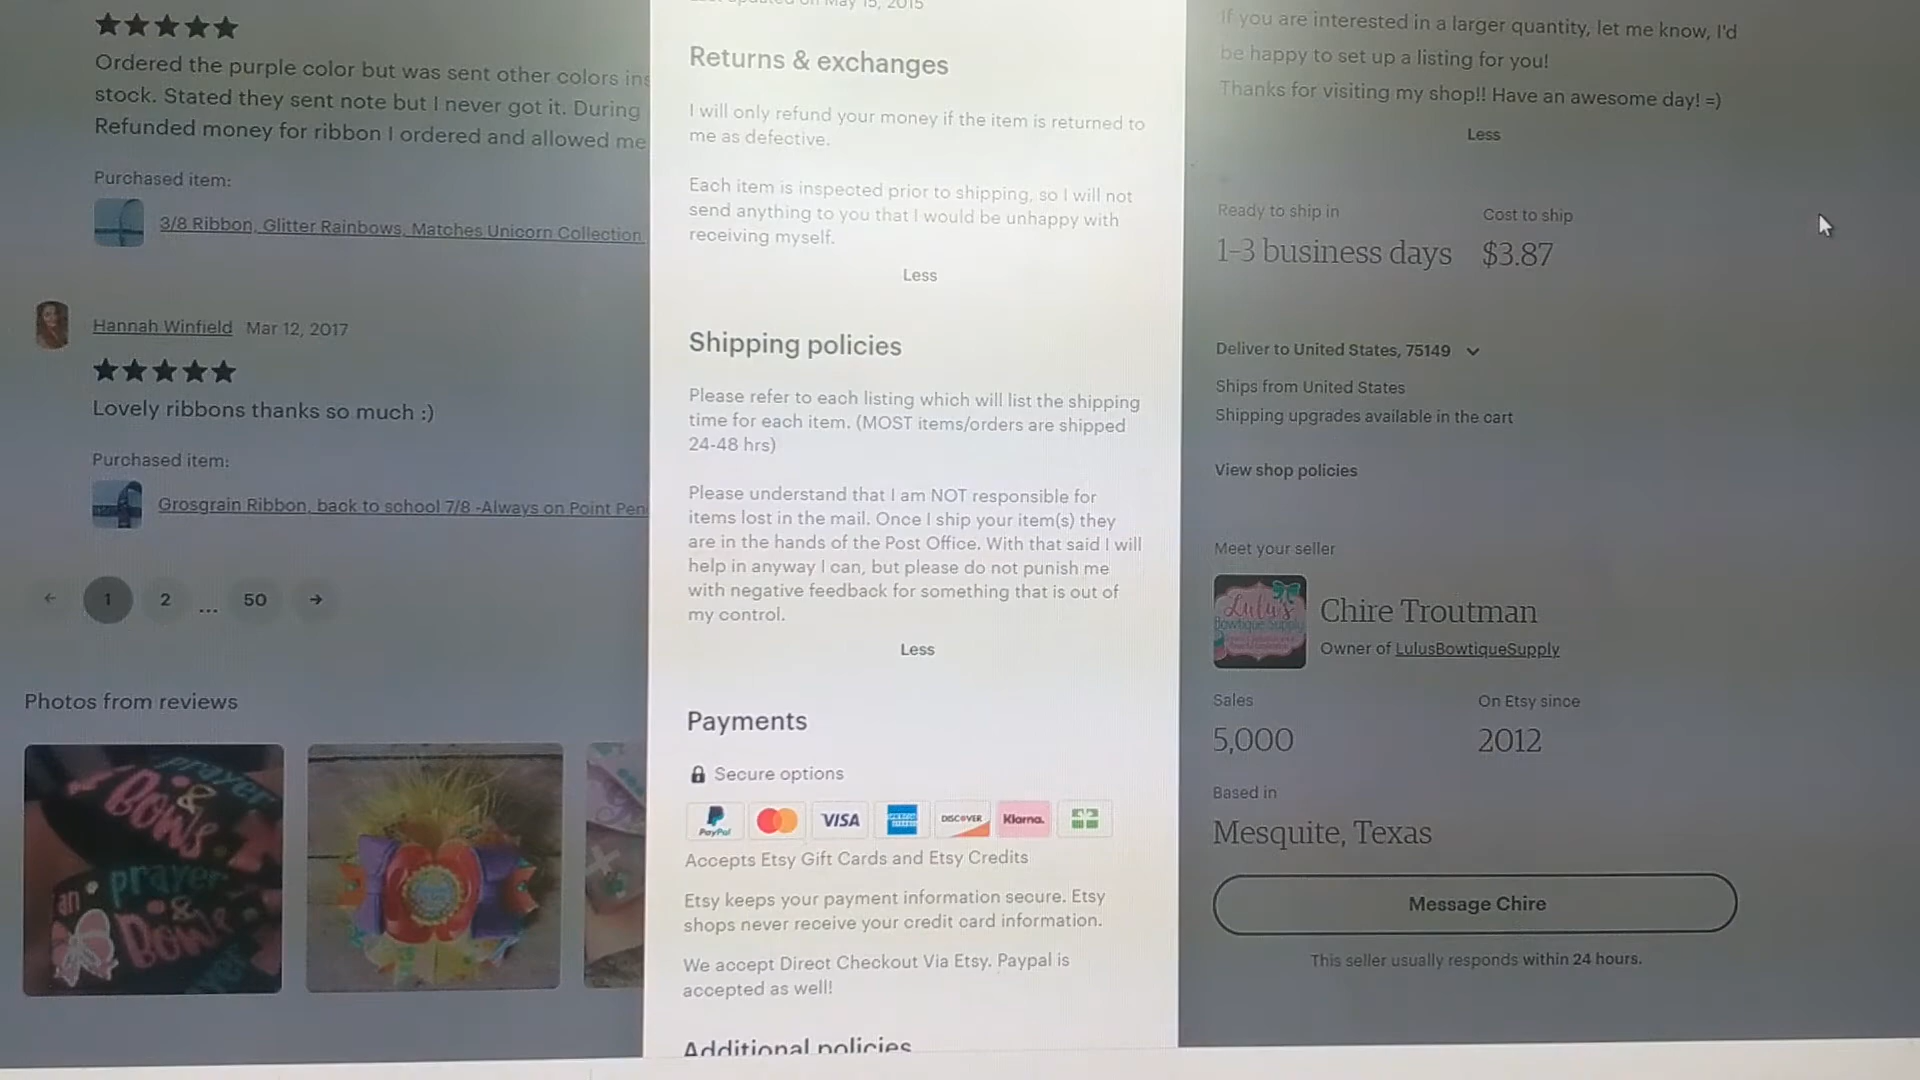 Last updated on May 15, 2015
Ordered the purple color but was sent other colors ins
stock. Stated they sent note but I never got it. During
Refunded money for ribbon I ordered and allowed me
Purchased item:
3/8 Ribbon, Glitter Rainbows, Matches Unicorn Collection,
Hannah Winfield Mar 12, 2017
Lovely ribbons thanks so much :)
Purchased item:
Grosgrain Ribbon, back to school 7/8 -Always on Point Pen
← 1 2 ... 50 →
Photos from reviews
prayer
&
Bows
an prayer
&
Bows
Returns & exchanges
I will only refund your money if the item is returned to
me as defective.
Each item is inspected prior to shipping, so I will not
send anything to you that I would be unhappy with
receiving myself.
Less
Shipping policies
Please refer to each listing which will list the shipping
time for each item. (MOST items/orders are shipped
24-48 hrs)
Please understand that I am NOT responsible for
items lost in the mail. Once I ship your item(s) they
are in the hands of the Post Office. With that said I will
help in anyway I can, but please do not punish me
with negative feedback for something that is out of
my control.
Less
Payments
Secure options
PayPal VISA DISCOVER Klarna.
Accepts Etsy Gift Cards and Etsy Credits
Etsy keeps your payment information secure. Etsy
shops never receive your credit card information.
We accept Direct Checkout Via Etsy. Paypal is
accepted as well!
Additional policies
If you are interested in a larger quantity, let me know, I'd
be happy to set up a listing for you!
Thanks for visiting my shop!! Have an awesome day! =)
Less
Ready to ship in Cost to ship
1-3 business days $3.87
Deliver to United States, 75149
Ships from United States
Shipping upgrades available in the cart
View shop policies
Meet your seller
Lulu's
Bowtique Supply
Chire Troutman
Owner of LulusBowtiqueSupply
Sales On Etsy since
5,000 2012
Based in
Mesquite, Texas
Message Chire
This seller usually responds within 24 hours.